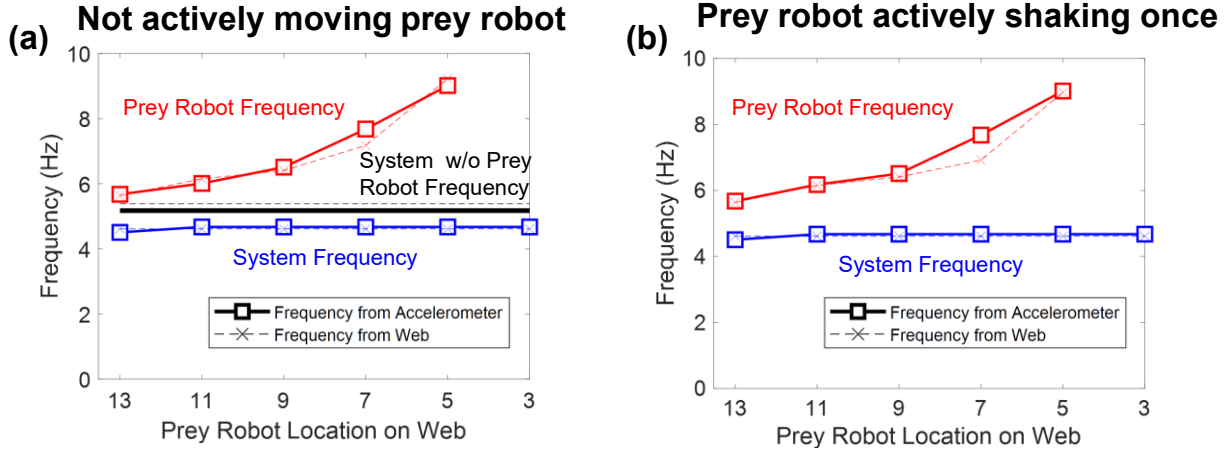 Not actively moving prey robot
(a)
10
8
6
4
2
0
Frequency (Hz)
Prey Robot Frequency
System w/o Prey
Robot Frequency
System Frequency
Frequency from Accelerometer
Frequency from Web
13 11 9 7 5 3
Prey Robot Location on Web
Prey robot actively shaking once
(b)
10
8
6
4
2
0
Frequency (Hz)
Prey Robot Frequency
System Frequency
Frequency from Accelerometer
Frequency from Web
13 11 9 7 5 3
Prey Robot Location on Web